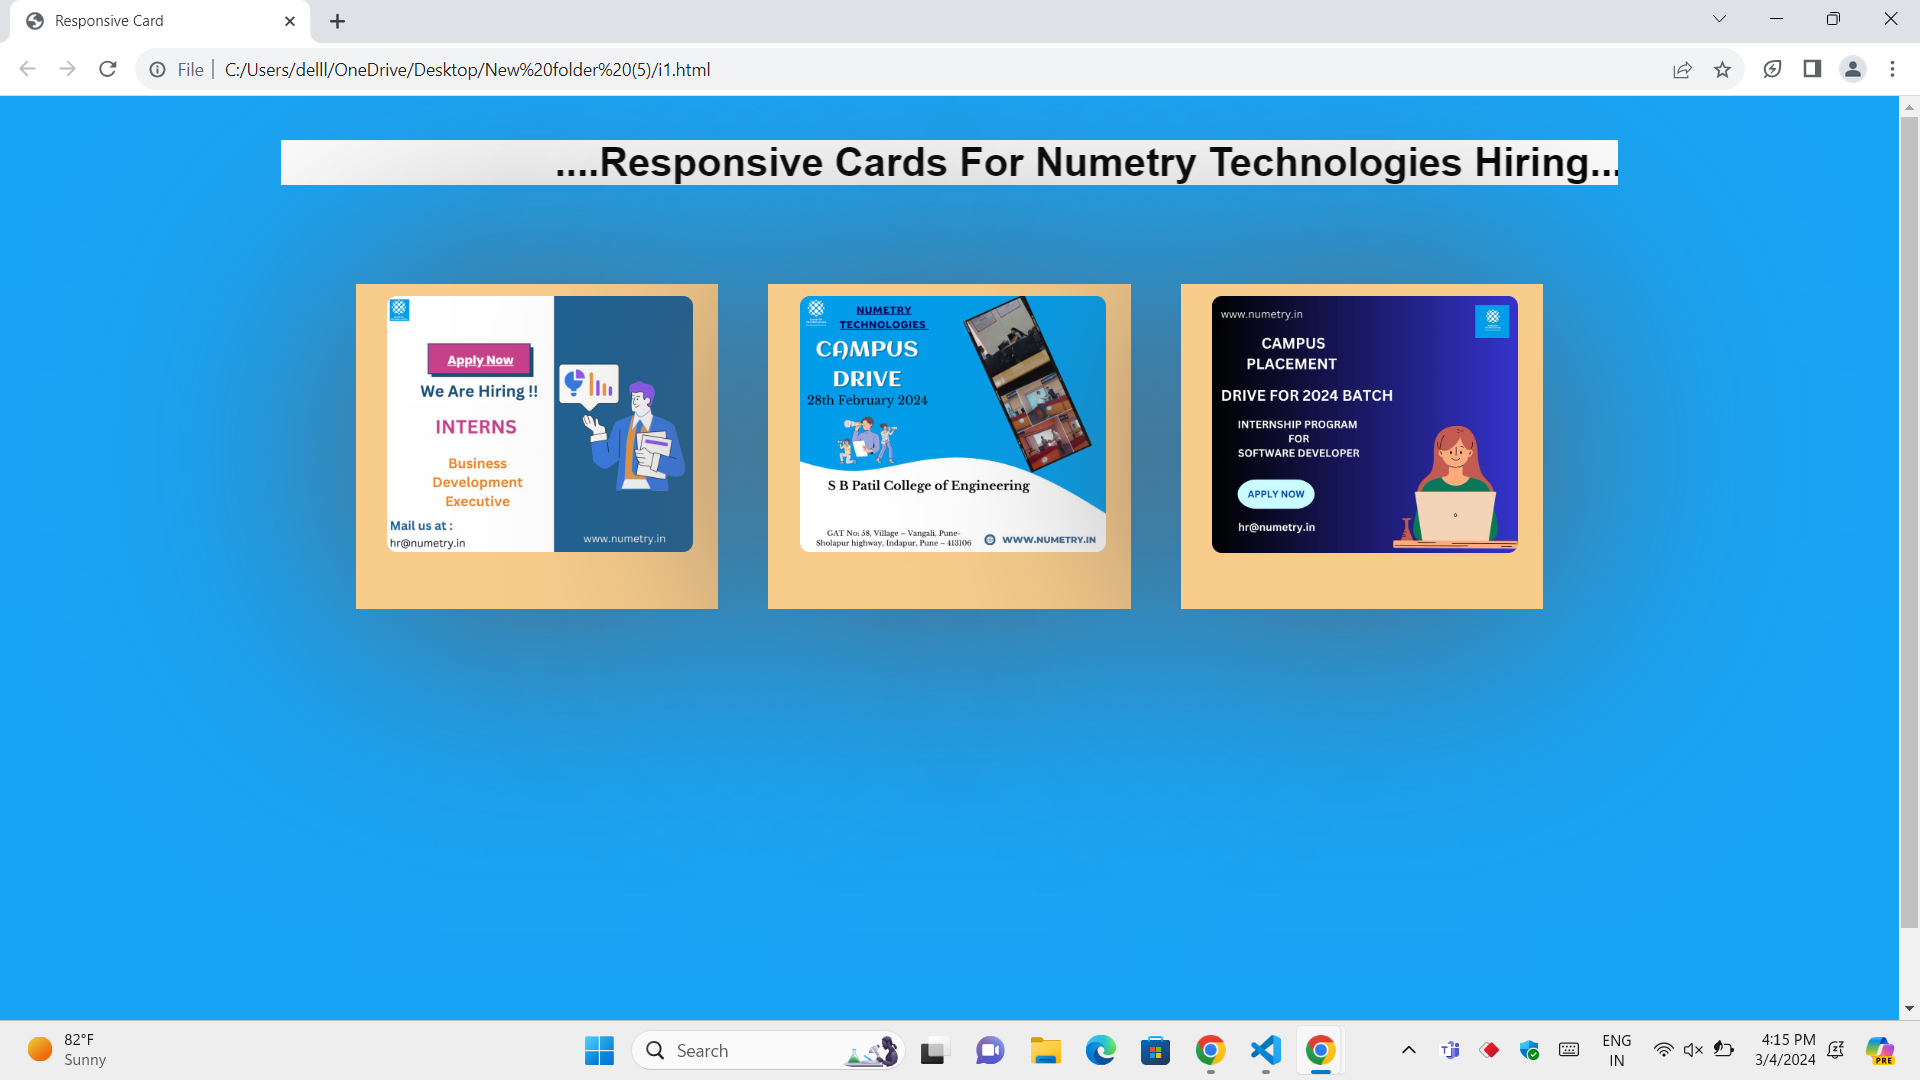 Responsive Card
File
C:/Users/delll/OneDrive/Desktop/New%20folder%20(5)/i1.html
....Responsive Cards For Numetry Technologies Hiring...
Apply Now
We Are Hiring !!
INTERNS
Business
Development
Executive
Mail us at :
hr@numetry.in
www.numetry.in
NUMETRY
TECHNOLOGIES
CAMPUS
DRIVE
28th February 2024
S B Patil College of Engineering
GAT No: 58, Village – Vangali, Pune-
Sholapur highway, Indapur, Pune – 413106
WWW.NUMETRY.IN
www.numetry.in
CAMPUS
PLACEMENT
DRIVE FOR 2024 BATCH
INTERNSHIP PROGRAM
FOR
SOFTWARE DEVELOPER
APPLY NOW
hr@numetry.in
82°F
Sunny
Search
ENG
IN
4:15 PM
3/4/2024
PRE